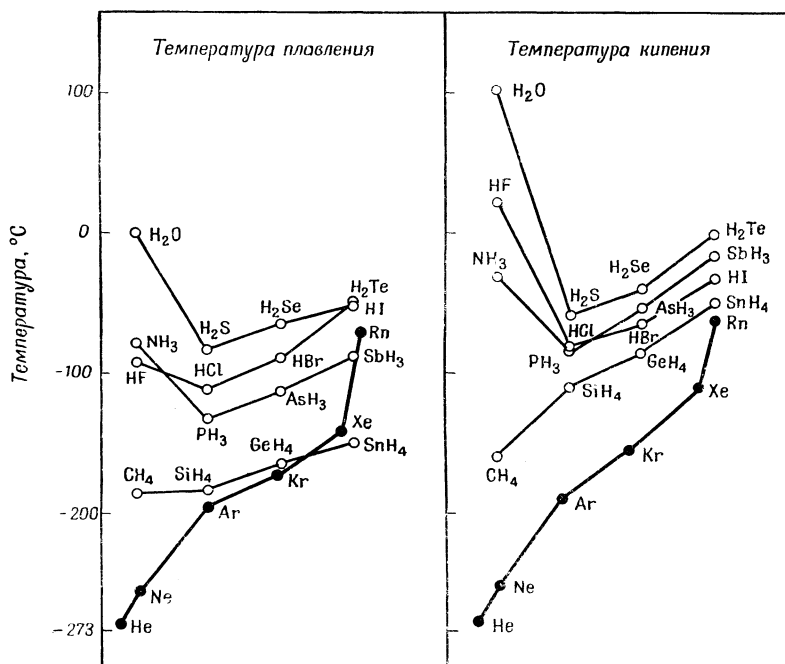 Температура плавления
Температура кипения
Температура, °C
100
0
-100
-200
-273
H₂O
H₂S
H₂Se
H₂Te
HI
Rn
NH₃
HF
HCl
HBr
SbH₃
PH₃
AsH₃
Xe
CH₄
SiH₄
GeH₄
SnH₄
Kr
Ar
Ne
He
H₂O
HF
NH₃
H₂Te
SbH₃
H₂Se
HI
H₂S
AsH₃
SnH₄
HCl
HBr
Rn
PH₃
GeH₄
SiH₄
Xe
CH₄
Kr
Ar
Ne
He